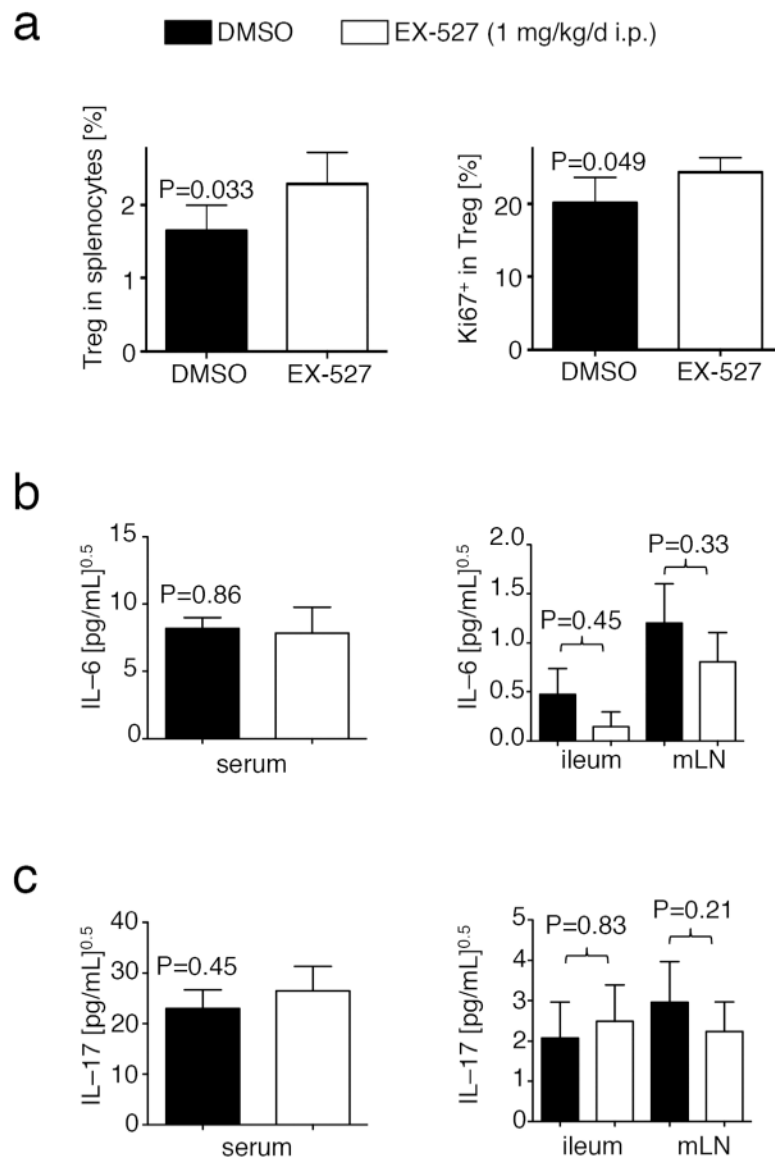 a
DMSO
EX-527 (1 mg/kg/d i.p.)
Treg in splenocytes [%]
2
1
0
P=0.033
DMSO
EX-527
Ki67⁺ in Treg [%]
20
10
0
P=0.049
DMSO
EX-527
b
IL–6 [pg/mL]⁰·⁵
15
10
5
0
P=0.86
serum
IL–6 [pg/mL]⁰·⁵
2.0
1.5
1.0
0.5
0.0
P=0.45
P=0.33
ileum
mLN
c
IL–17 [pg/mL]⁰·⁵
40
30
20
10
0
P=0.45
serum
IL–17 [pg/mL]⁰·⁵
5
4
3
2
1
0
P=0.83
P=0.21
ileum
mLN